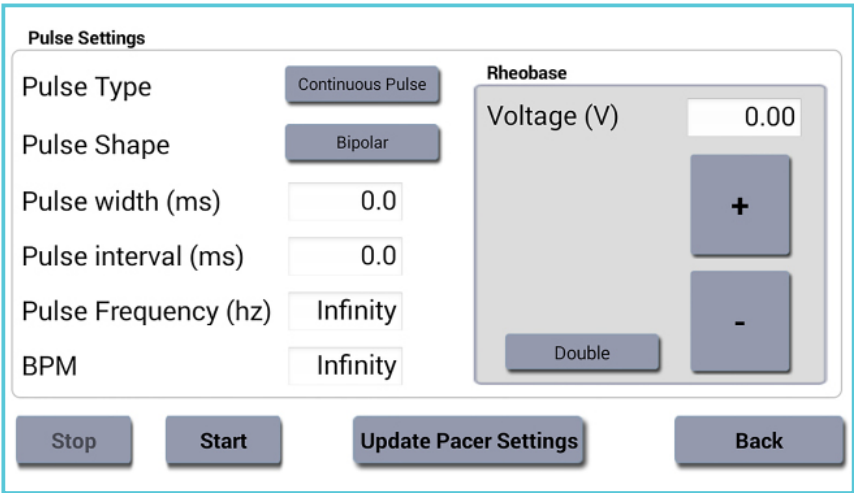 Pulse Settings
Pulse Type Continuous Pulse
Pulse Shape Bipolar
Pulse width (ms) 0.0
Pulse interval (ms) 0.0
Pulse Frequency (hz) Infinity
BPM Infinity
Rheobase
Voltage (V) 0.00
+
-
Double
Stop Start Update Pacer Settings Back